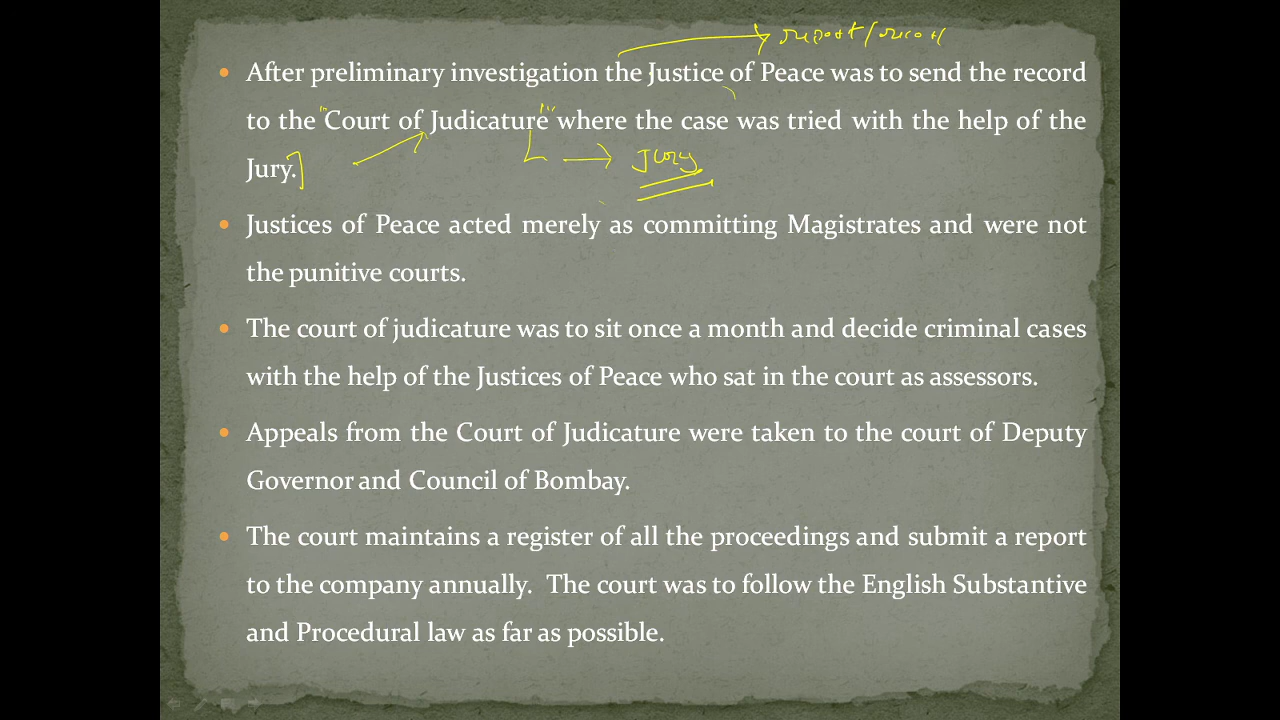 report/record
• After preliminary investigation the Justice of Peace was to send the record
to the "Court of Judicature" where the case was tried with the help of the
Jury.]
Jury
• Justices of Peace acted merely as committing Magistrates and were not
the punitive courts.
• The court of judicature was to sit once a month and decide criminal cases
with the help of the Justices of Peace who sat in the court as assessors.
• Appeals from the Court of Judicature were taken to the court of Deputy
Governor and Council of Bombay.
• The court maintains a register of all the proceedings and submit a report
to the company annually. The court was to follow the English Substantive
and Procedural law as far as possible.